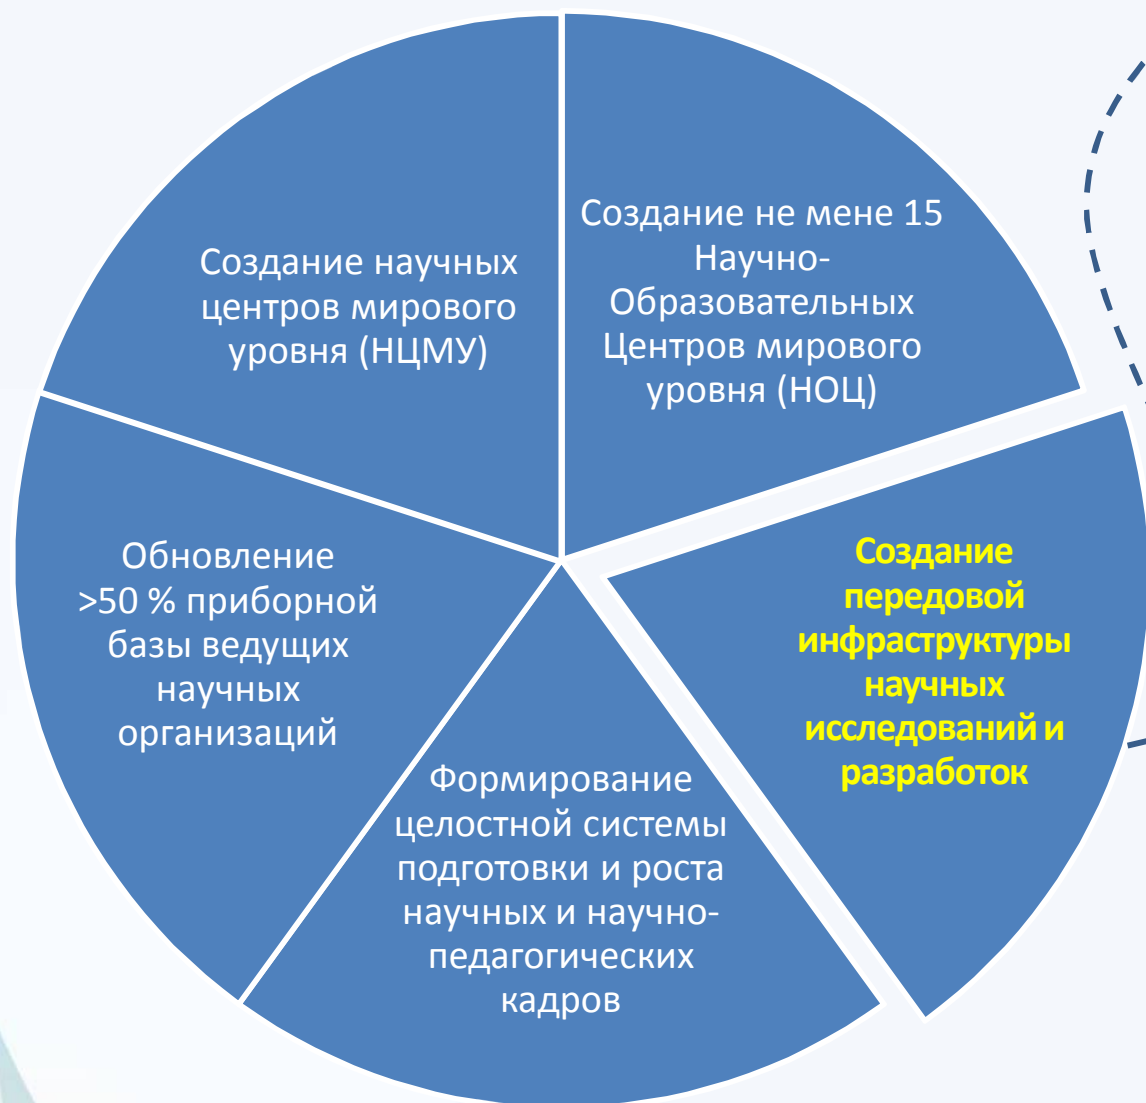 Создание не мене 15
Научно-
Образовательных
Центров мирового
уровня (НОЦ)
Создание
передовой
инфраструктуры
научных
исследований и
разработок
Формирование
целостной системы
подготовки и роста
научных и научно-
педагогических
кадров
Обновление
>50 % приборной
базы ведущих
научных
организаций
Создание научных
центров мирового
уровня (НЦМУ)